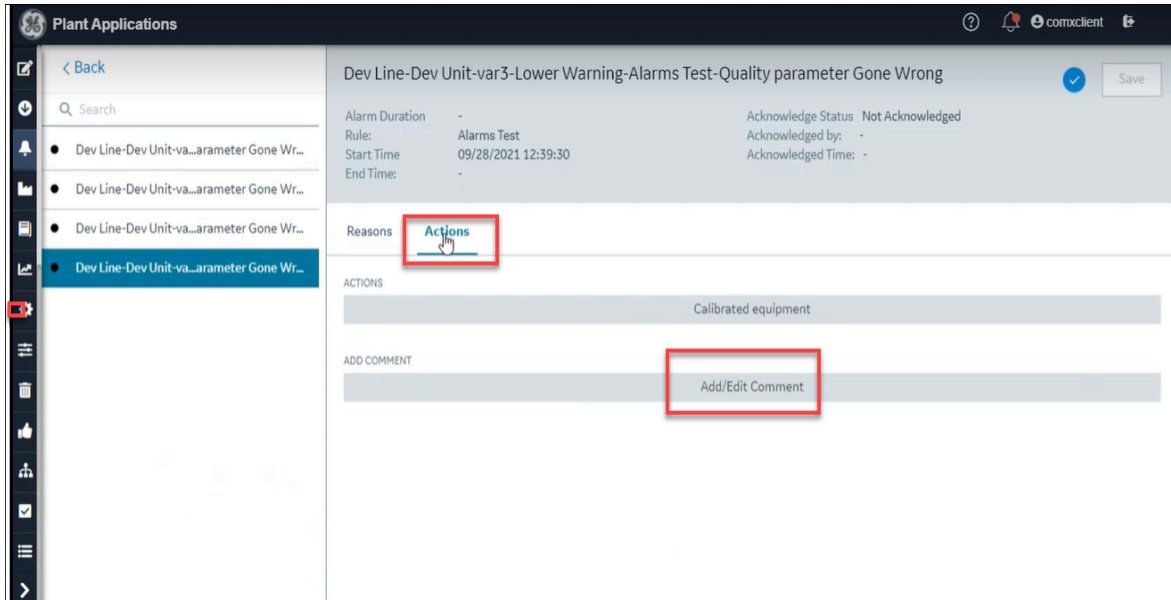 Plant Applications
comxclient
< Back
Search
Dev Line-Dev Unit-va...arameter Gone Wr...
Dev Line-Dev Unit-va...arameter Gone Wr...
Dev Line-Dev Unit-va...arameter Gone Wr...
Dev Line-Dev Unit-va...arameter Gone Wr...
Dev Line-Dev Unit-var3-Lower Warning-Alarms Test-Quality parameter Gone Wrong
Save
Alarm Duration - Acknowledge Status Not Acknowledged
Rule: Alarms Test Acknowledged by: -
Start Time 09/28/2021 12:39:30 Acknowledged Time: -
End Time: -
Reasons Actions
ACTIONS
Calibrated equipment
ADD COMMENT
Add/Edit Comment